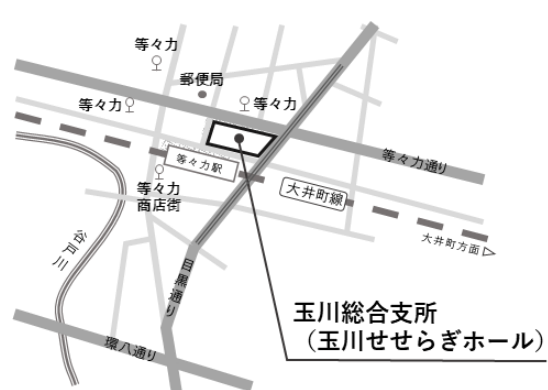 等々力
郵便局
等々力
等々力
等々力通り
等々力駅
等々力
商店街
大井町線
大井町方面
谷戸川
目黒通り
環八通り
玉川総合支所
（玉川せせらぎホール）